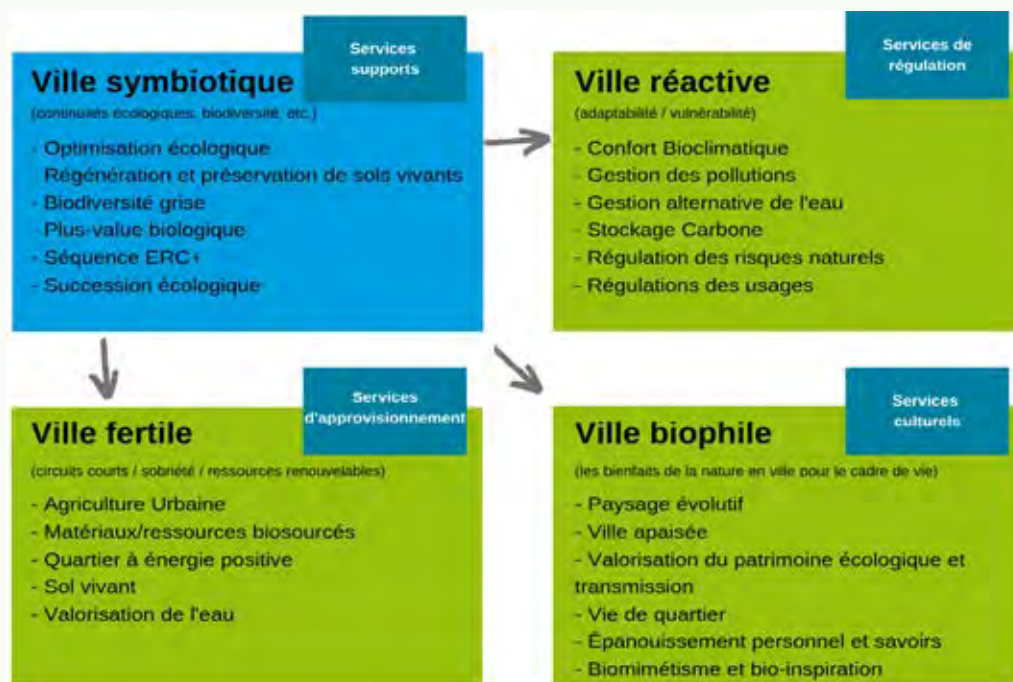 Services
supports
Ville symbiotique
(continuités écologiques, biodiversité, etc.)
- Optimisation écologique
Régénération et préservation de sols vivants
- Biodiversité grise
Plus-value biologique
- Séquence ERC+
- Succession écologique
Services de
régulation
Ville réactive
(adaptabilité / vulnérabilité)
- Confort Bioclimatique
- Gestion des pollutions
- Gestion alternative de l'eau
- Stockage Carbone
- Régulation des risques naturels
- Régulations des usages
Services
d'approvisionnement
Ville fertile
(circuits courts / sobriété / ressources renouvelables)
- Agriculture Urbaine
- Matériaux/ressources biosourcés
- Quartier à énergie positive
- Sol vivant
- Valorisation de l'eau
Services
culturels
Ville biophile
(les bienfaits de la nature en ville pour le cadre de vie)
- Paysage évolutif
- Ville apaisée
- Valorisation du patrimoine écologique et
transmission
- Vie de quartier
- Épanouissement personnel et savoirs
- Biomimétisme et bio-inspiration